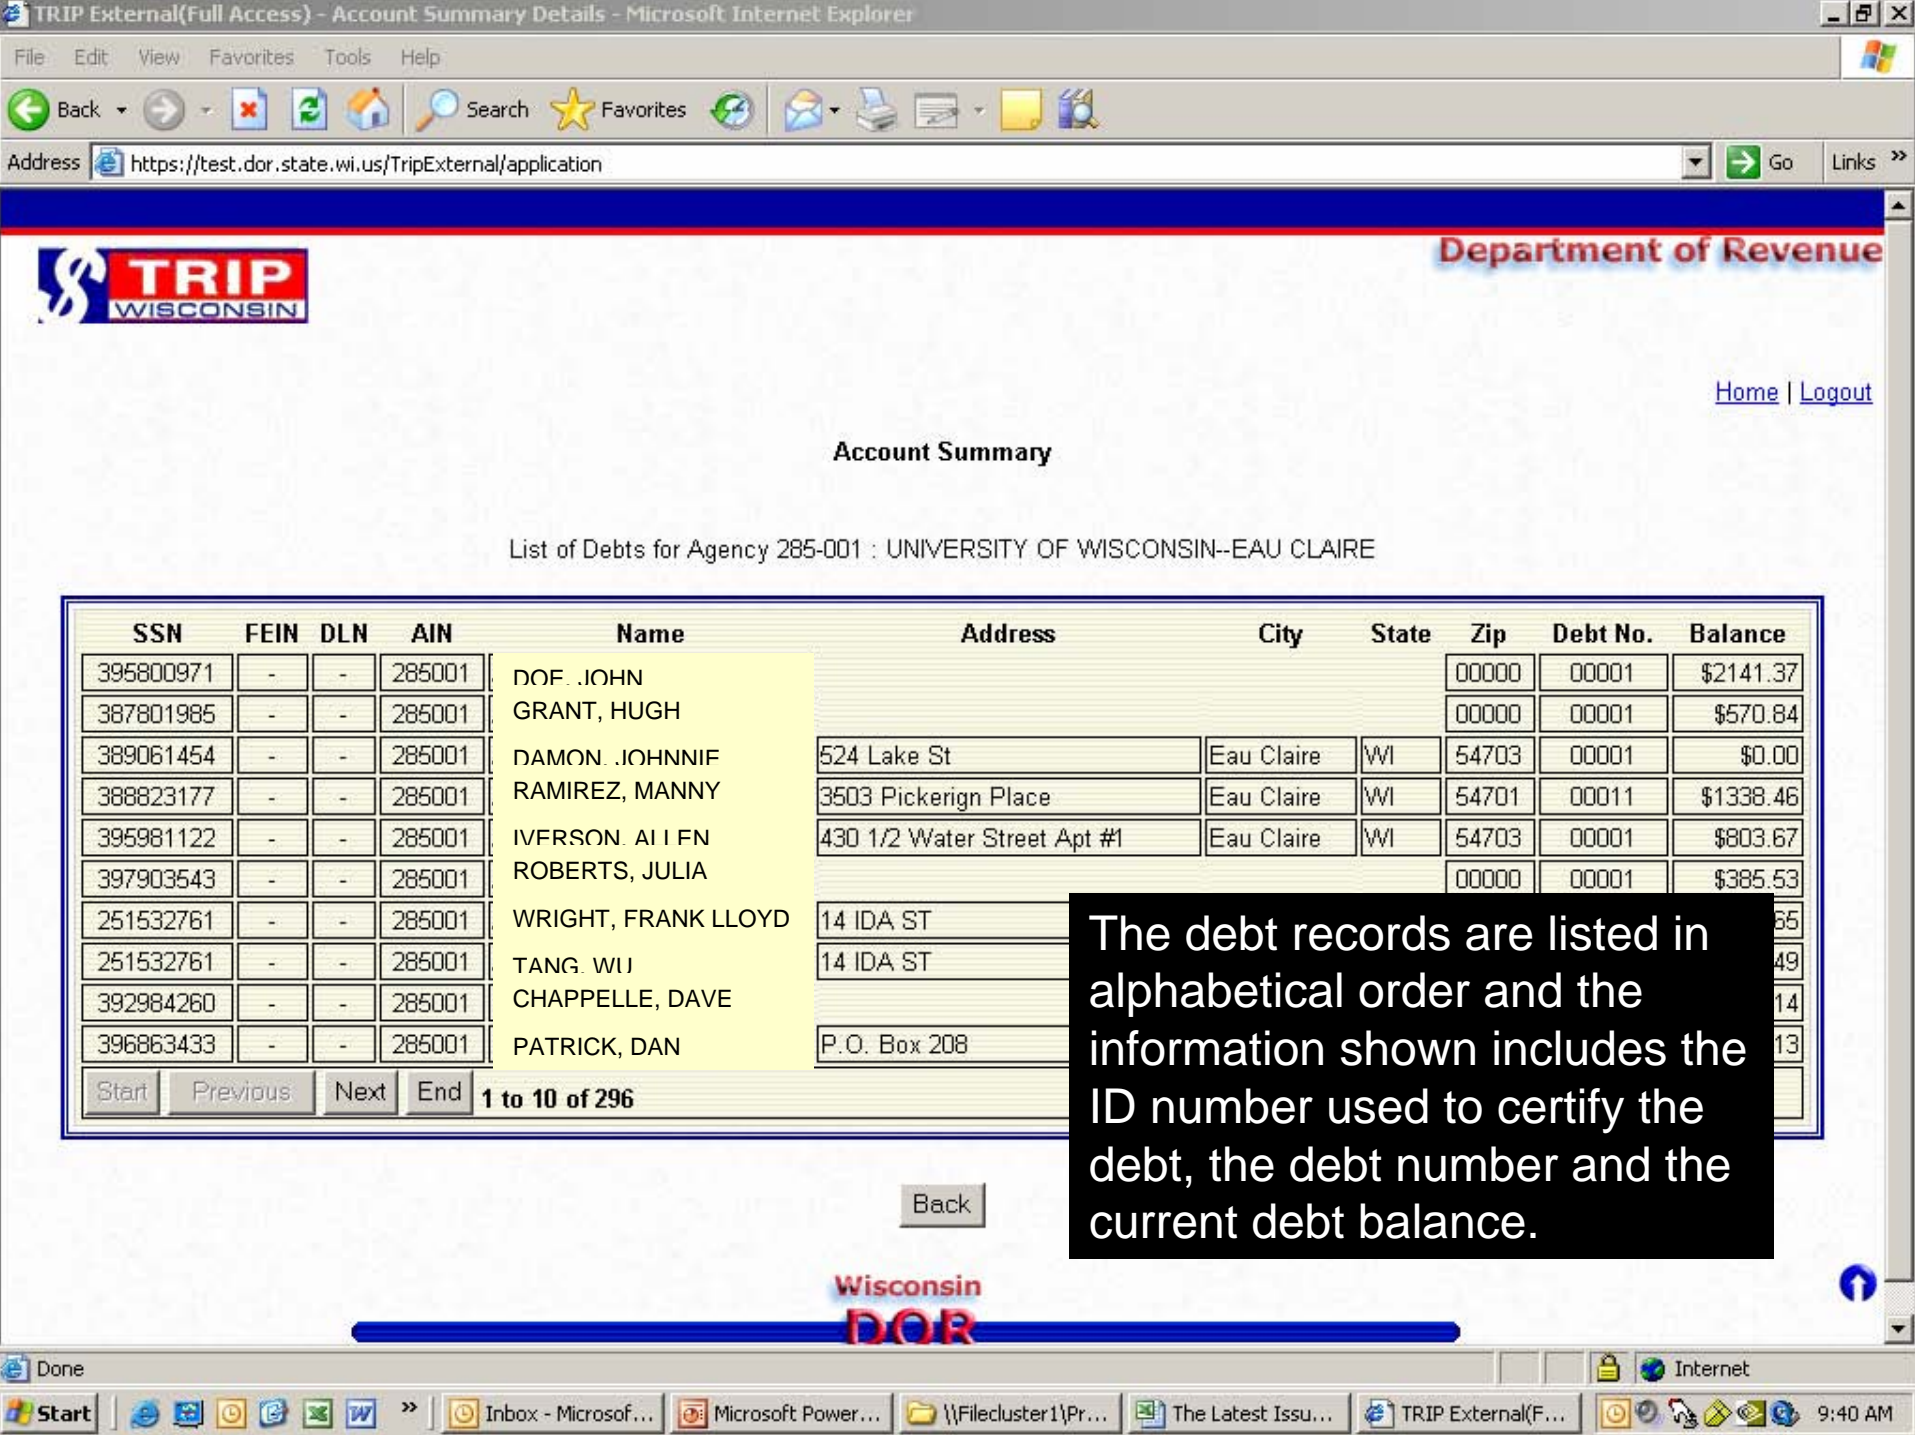 TRIP External(Full Access) - Account Summary Details - Microsoft Internet Explorer
File Edit View Favorites Tools Help
Back Search Favorites
Address https://test.dor.state.wi.us/TripExternal/application Go Links »
Department of Revenue
TRIP
WISCONSIN
Home | Logout
Account Summary
List of Debts for Agency 285-001 : UNIVERSITY OF WISCONSIN--EAU CLAIRE
SSN FEIN DLN AIN Name Address City State Zip Debt No. Balance
395800971 - - 285001 DOE, JOHN 00000 00001 $2141.37
387801985 - - 285001 GRANT, HUGH 00000 00001 $570.84
389061454 - - 285001 DAMON, JOHNNIE 524 Lake St Eau Claire WI 54703 00001 $0.00
388823177 - - 285001 RAMIREZ, MANNY 3503 Pickerign Place Eau Claire WI 54701 00011 $1338.46
395981122 - - 285001 IVERSON, ALLEN 430 1/2 Water Street Apt #1 Eau Claire WI 54703 00001 $803.67
397903543 - - 285001 ROBERTS, JULIA 00000 00001 $385.53
251532761 - - 285001 WRIGHT, FRANK LLOYD 14 IDA ST 65
251532761 - - 285001 TANG, WU 14 IDA ST 49
392984260 - - 285001 CHAPPELLE, DAVE 14
396863433 - - 285001 PATRICK, DAN P.O. Box 208 13
Start Previous Next End 1 to 10 of 296
The debt records are listed in
alphabetical order and the
information shown includes the
ID number used to certify the
debt, the debt number and the
current debt balance.
Back
Wisconsin
DOR
Done Internet
Start » Inbox - Microsof... Microsoft Power... \\Filecluster1\Pr... The Latest Issu... TRIP External(F... 9:40 AM